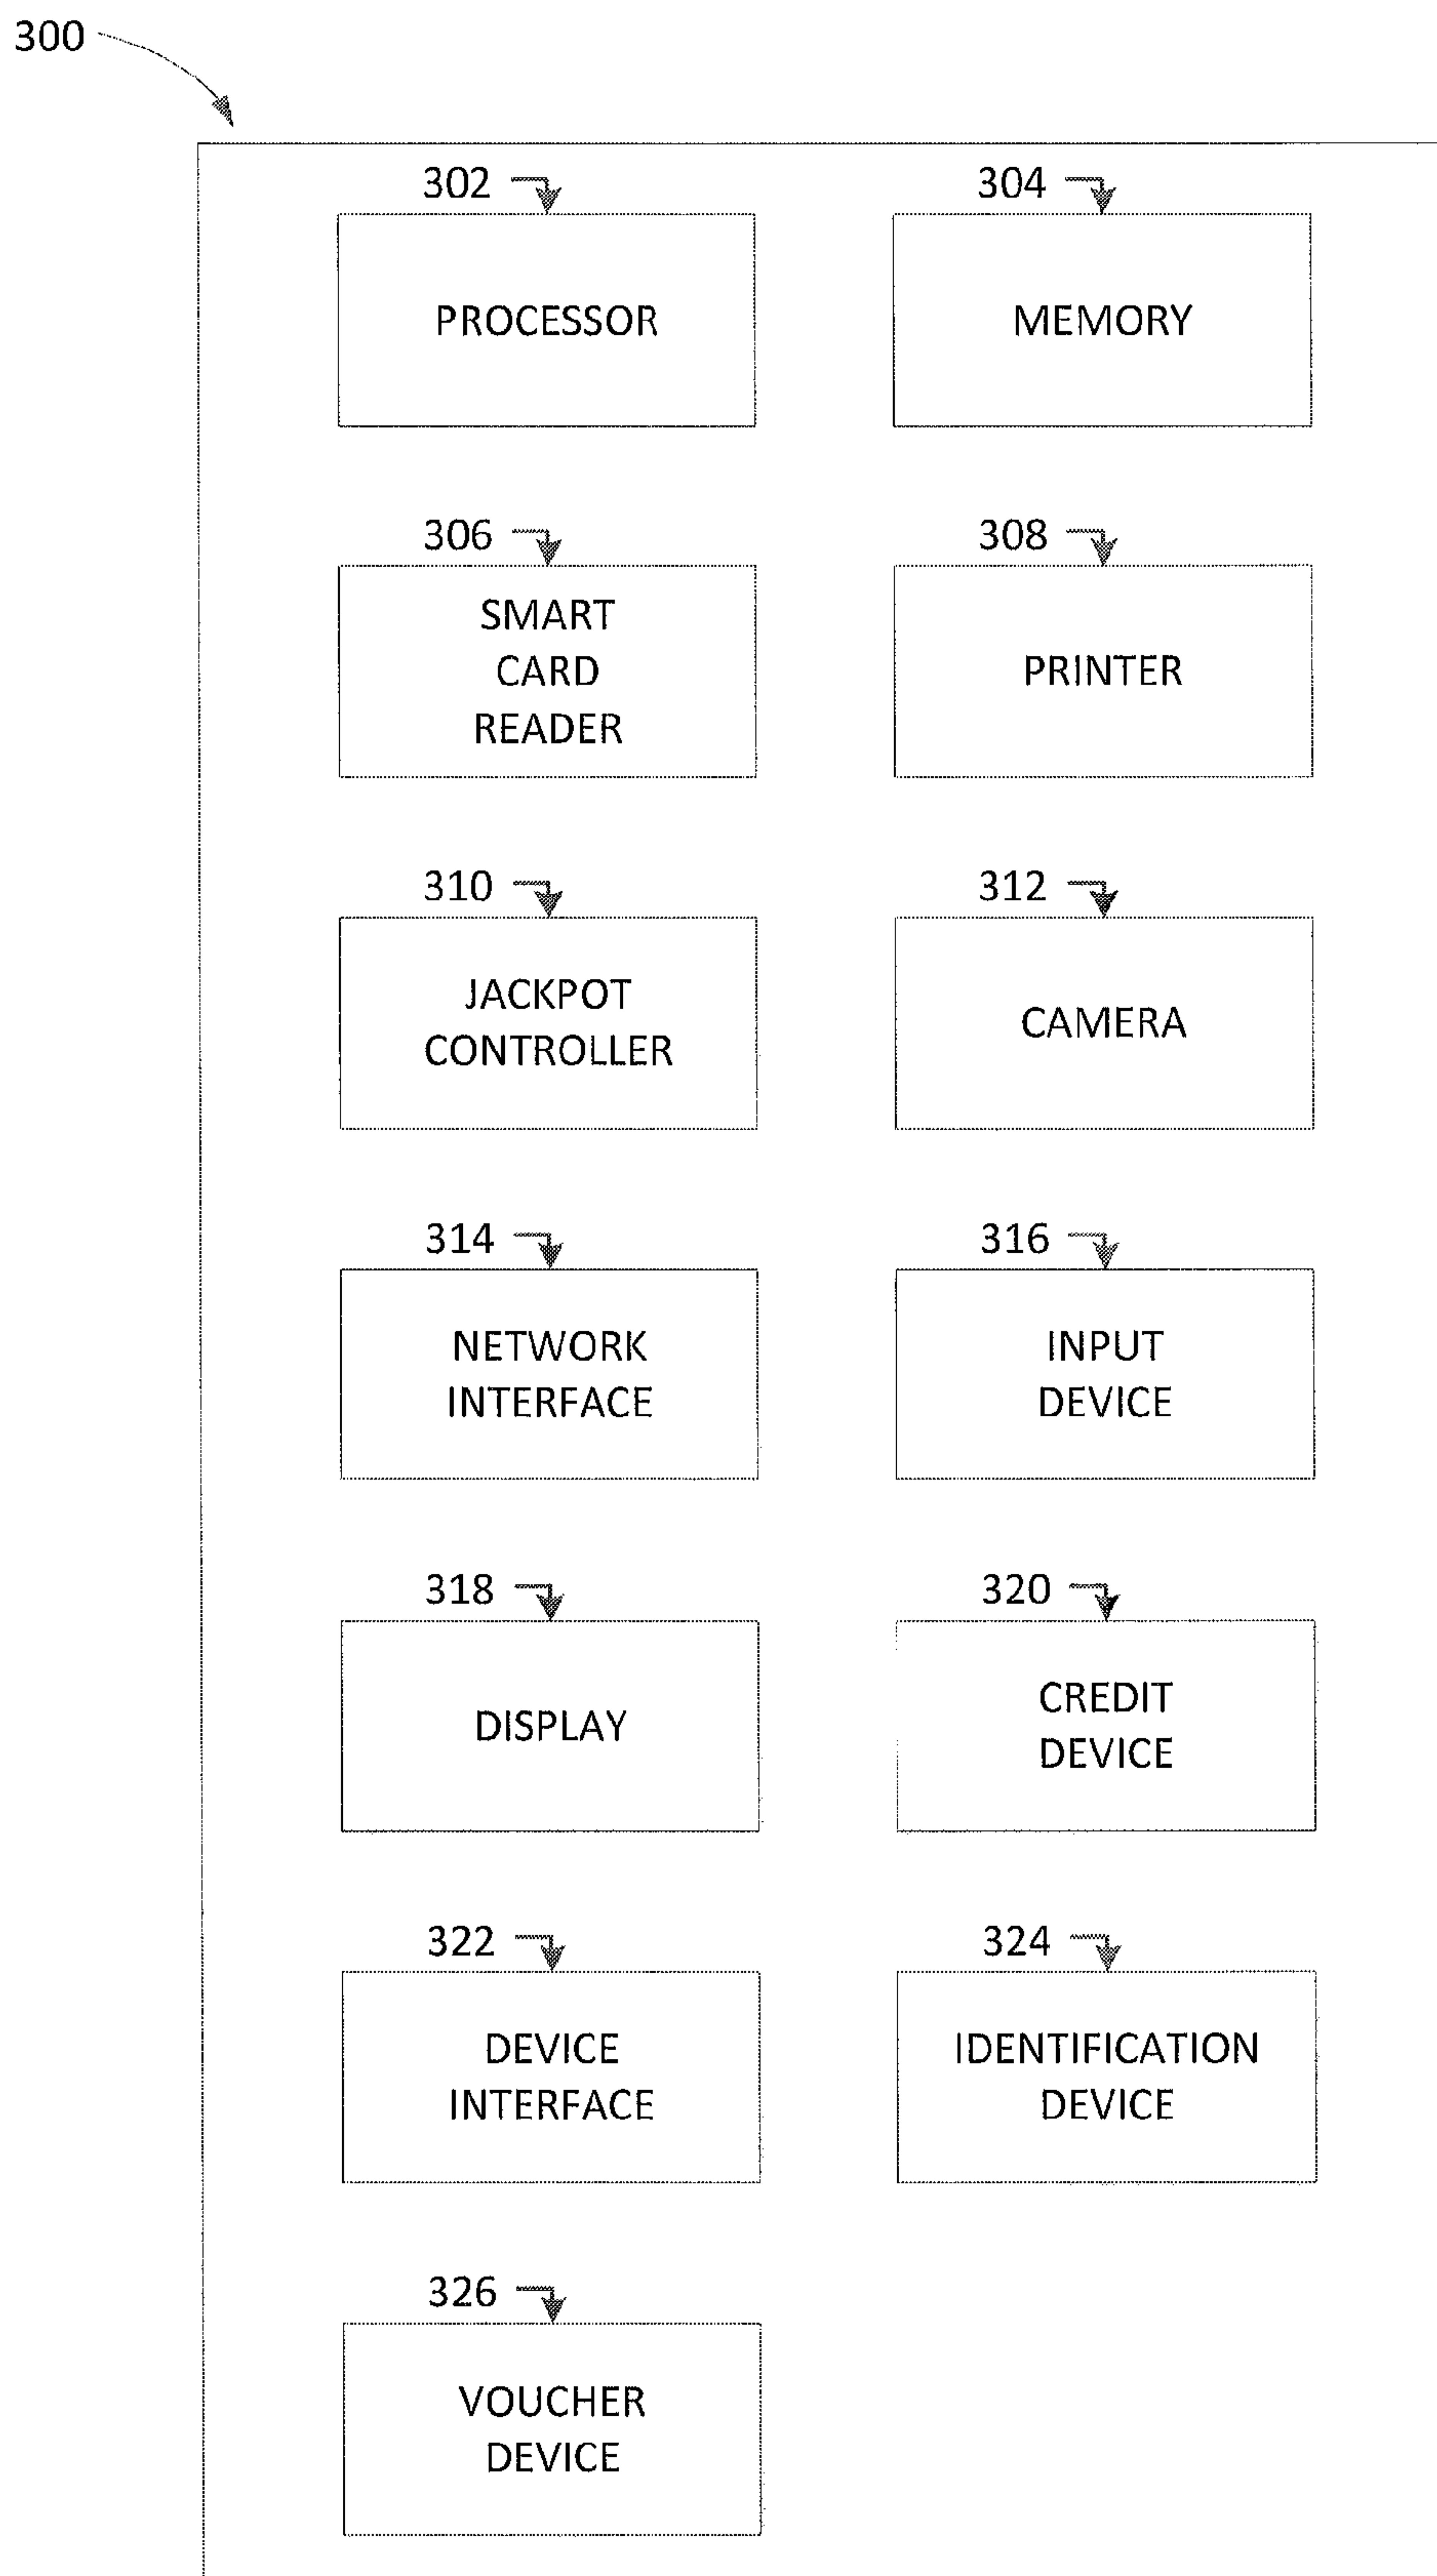 300
302
304
PROCESSOR
MEMORY
306
308
SMART
CARD
READER
PRINTER
310
312
JACKPOT
CONTROLLER
CAMERA
314
316
NETWORK
INTERFACE
INPUT
DEVICE
318
320
DISPLAY
CREDIT
DEVICE
322
324
DEVICE
INTERFACE
IDENTIFICATION
DEVICE
326
VOUCHER
DEVICE